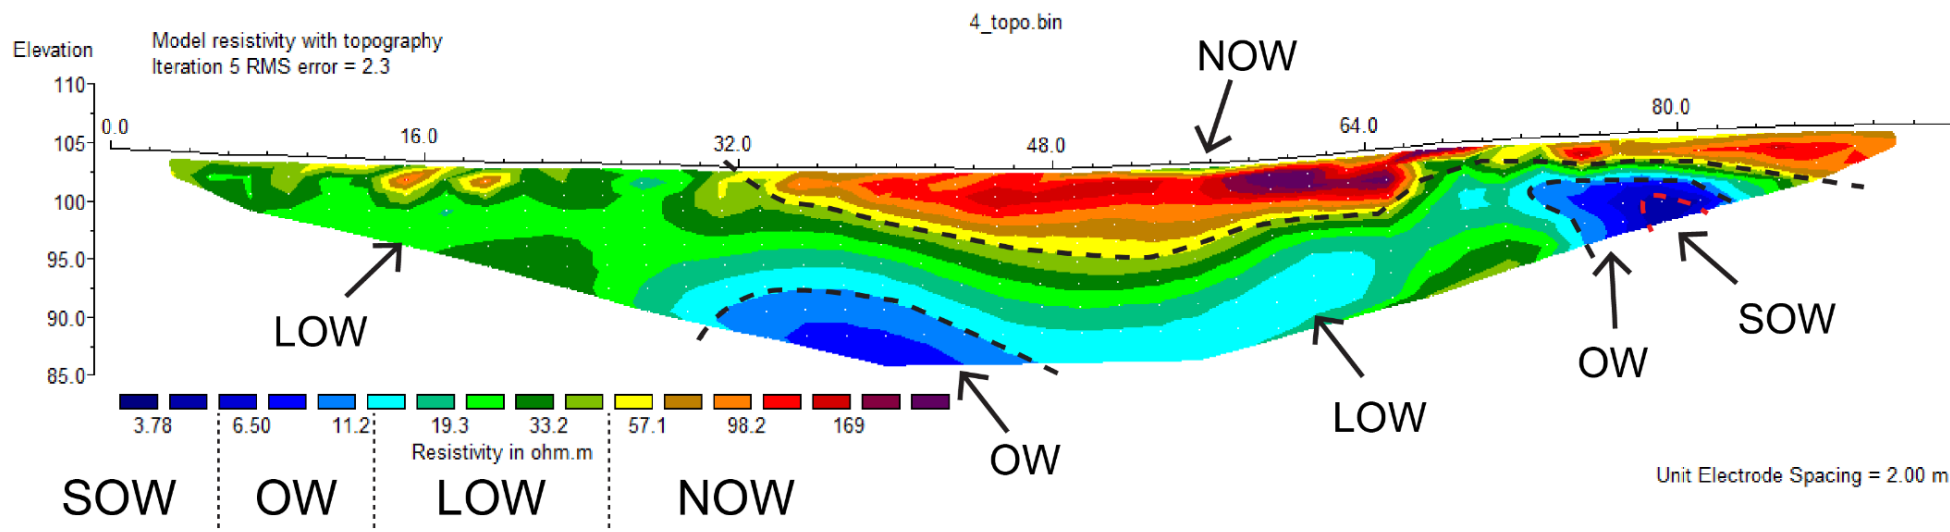 4_topo.bin
Elevation
Model resistivity with topography
Iteration 5 RMS error = 2.3
NOW
110
105
100
95.0
90.0
85.0
0.0
16.0
32.0
48.0
64.0
80.0
LOW
SOW
OW
LOW
OW
3.78 6.50 11.2 19.3 33.2 57.1 98.2 169
Resistivity in ohm.m
Unit Electrode Spacing = 2.00 m
SOW OW LOW NOW